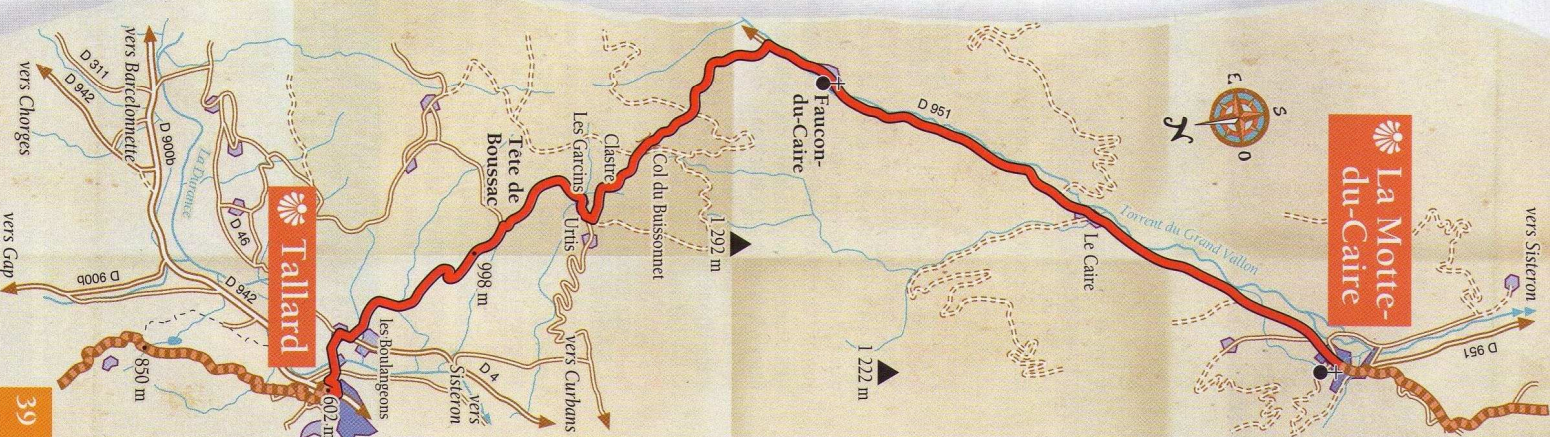 vers Chorges
D 942
D 311
vers Barcelonnette
D 900b
La Durance
vers Gap
D 900b
D 46
D 942
Tallard
850 m
602 m
les Boulangeons
vers
Sisteron
D 4
vers Curbans
998 m
Tête de
Boussac
Les Garcins
Urtis
Clastre
Col du Buissonnet
1 292 m
Faucon-
du-Caire
D 951
1 222 m
Le Caire
Torrent du Grand Vallon
E
S
N
O
La Motte-
du-Caire
vers Sisteron
D 951
39